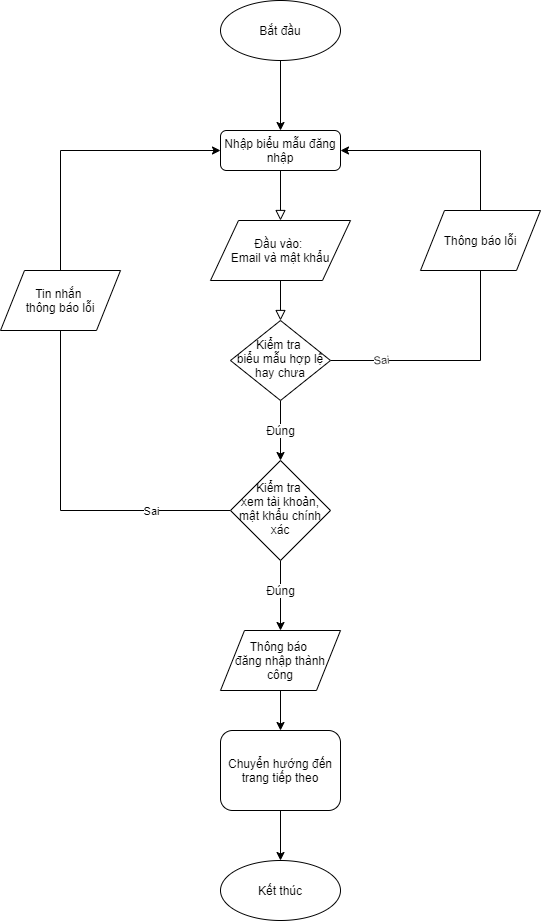 Bắt đầu
Nhập biểu mẫu đăng
nhập
Đầu vào:
Email và mật khẩu
Thông báo lỗi
Tin nhắn
thông báo lỗi
Kiểm tra
biểu mẫu hợp lệ
hay chưa
Sai
Đúng
Kiểm tra
xem tài khoản,
mật khẩu chính
xác
Sai
Đúng
Thông báo
đăng nhập thành
công
Chuyển hướng đến
trang tiếp theo
Kết thúc